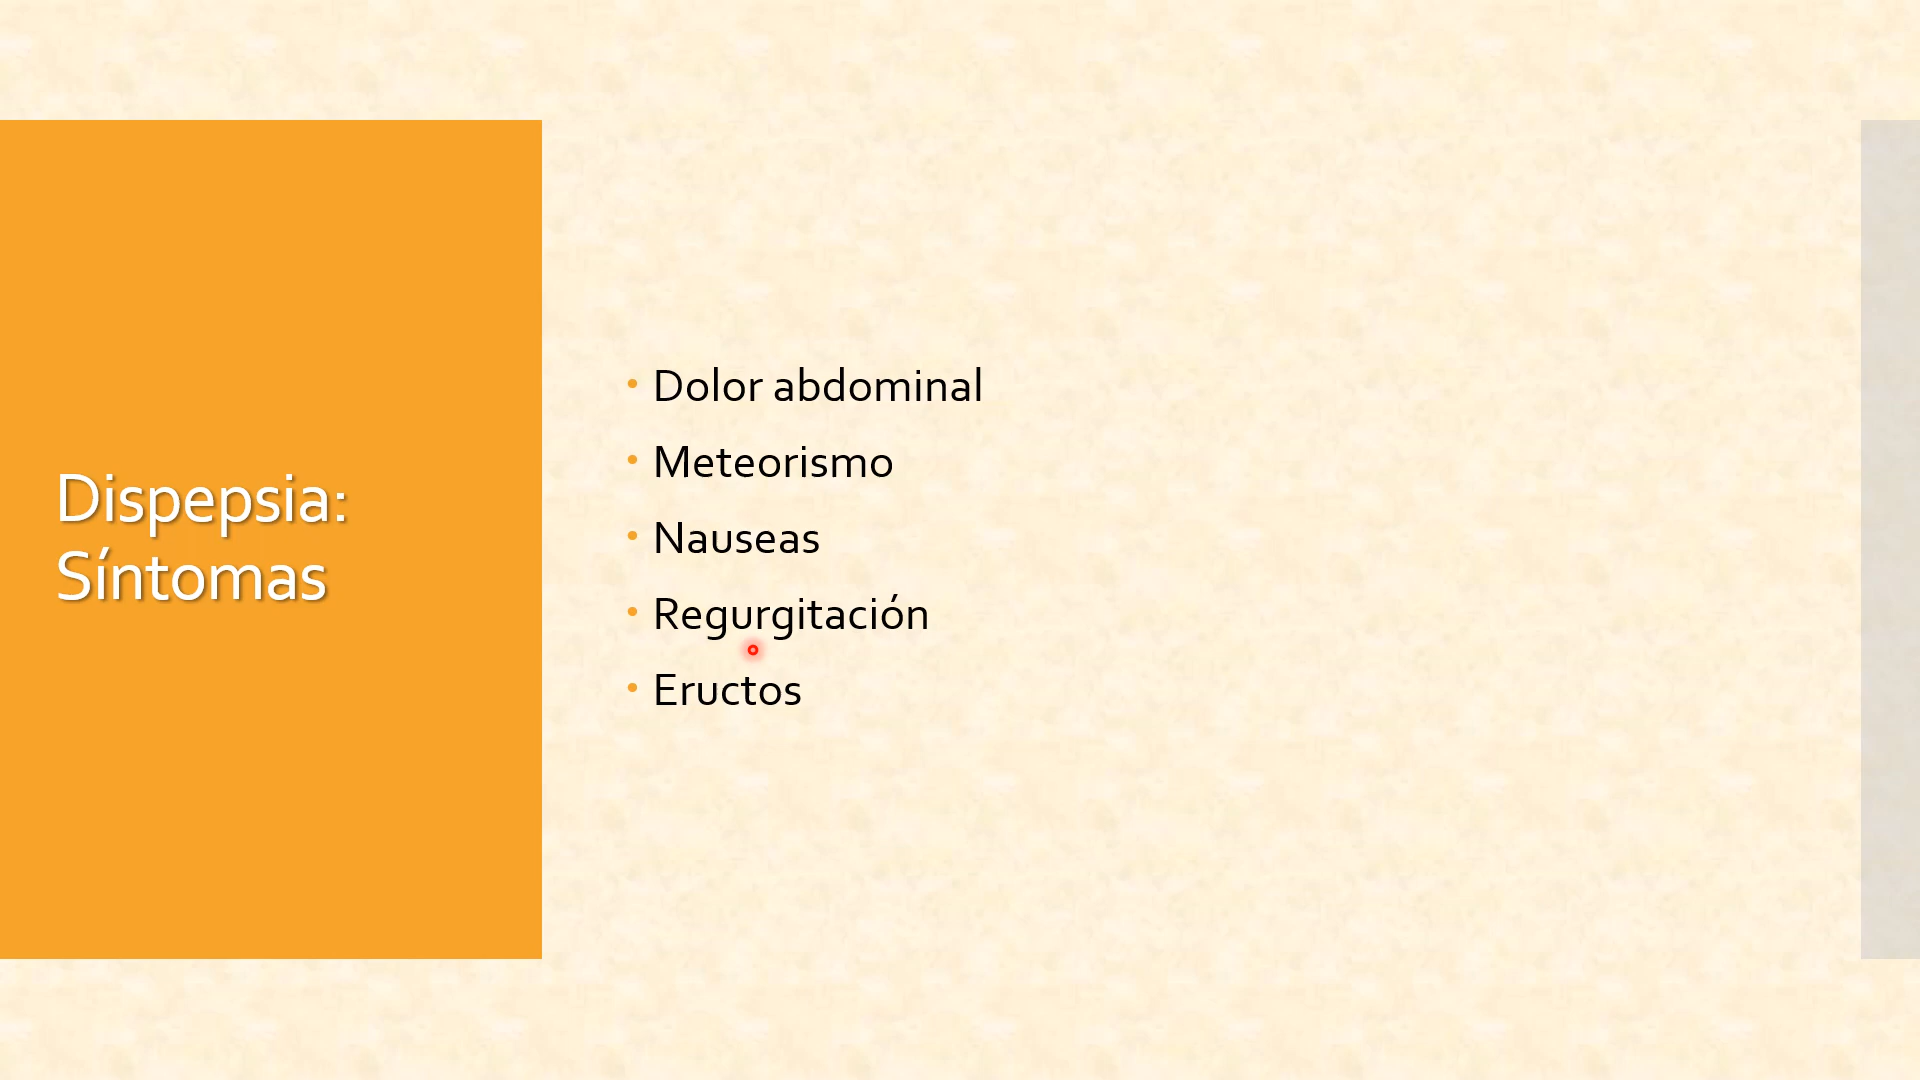 Dispepsia:
Síntomas
• Dolor abdominal
• Meteorismo
• Nauseas
• Regurgitación
• Eructos